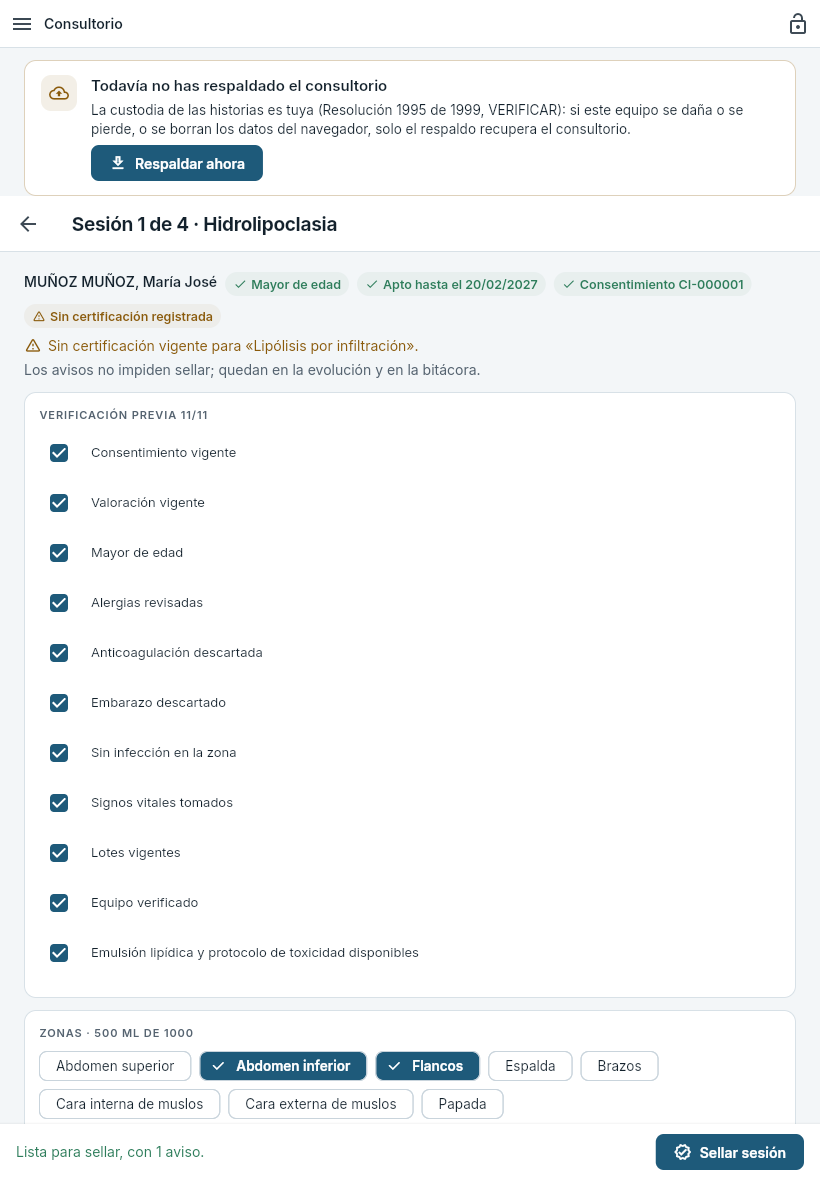 Consultorio
Todavía no has respaldado el consultorio
La custodia de las historias es tuya (Resolución 1995 de 1999, VERIFICAR): si este equipo se daña o se
pierde, o se borran los datos del navegador, solo el respaldo recupera el consultorio.
Respaldar ahora
Sesión 1 de 4 · Hidrolipoclasia
MUÑOZ MUÑOZ, María José Mayor de edad Apto hasta el 20/02/2027 Consentimiento CI-000001
Sin certificación registrada
Sin certificación vigente para «Lipólisis por infiltración».
Los avisos no impiden sellar; quedan en la evolución y en la bitácora.
VERIFICACIÓN PREVIA 11/11
Consentimiento vigente
Valoración vigente
Mayor de edad
Alergias revisadas
Anticoagulación descartada
Embarazo descartado
Sin infección en la zona
Signos vitales tomados
Lotes vigentes
Equipo verificado
Emulsión lipídica y protocolo de toxicidad disponibles
ZONAS · 500 ML DE 1000
Abdomen superior Abdomen inferior Flancos Espalda Brazos
Cara interna de muslos Cara externa de muslos Papada
Lista para sellar, con 1 aviso. Sellar sesión